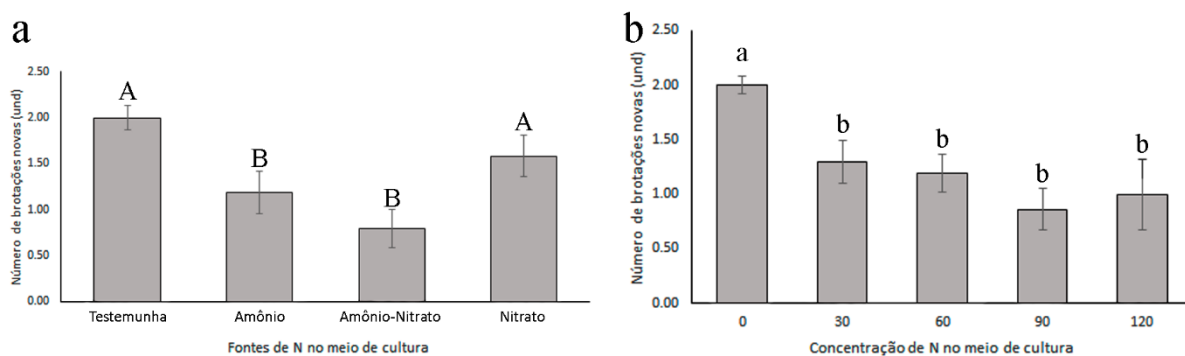 a
Número de brotações novas (und)
2.50
2.00
1.50
1.00
0.50
0.00
A
B
B
A
Testemunha
Amônio
Amônio-Nitrato
Nitrato
Fontes de N no meio de cultura
b
Número de brotações novas (und)
2.50
2.00
1.50
1.00
0.50
0.00
a
b
b
b
b
0
30
60
90
120
Concentração de N no meio de cultura